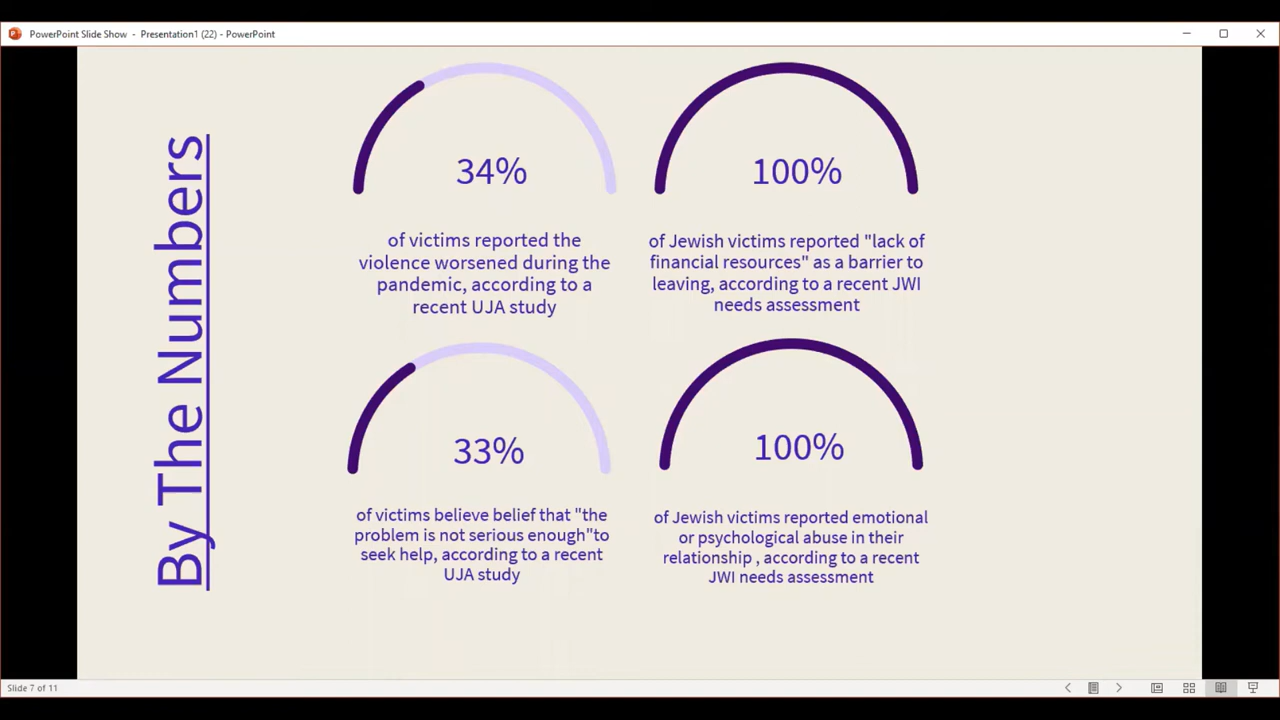 PowerPoint Slide Show - Presentation1 (22) - PowerPoint
By The Numbers
34%
of victims reported the
violence worsened during the
pandemic, according to a
recent UJA study
100%
of Jewish victims reported "lack of
financial resources" as a barrier to
leaving, according to a recent JWI
needs assessment
33%
of victims believe belief that "the
problem is not serious enough"to
seek help, according to a recent
UJA study
100%
of Jewish victims reported emotional
or psychological abuse in their
relationship , according to a recent
JWI needs assessment
Slide 7 of 11